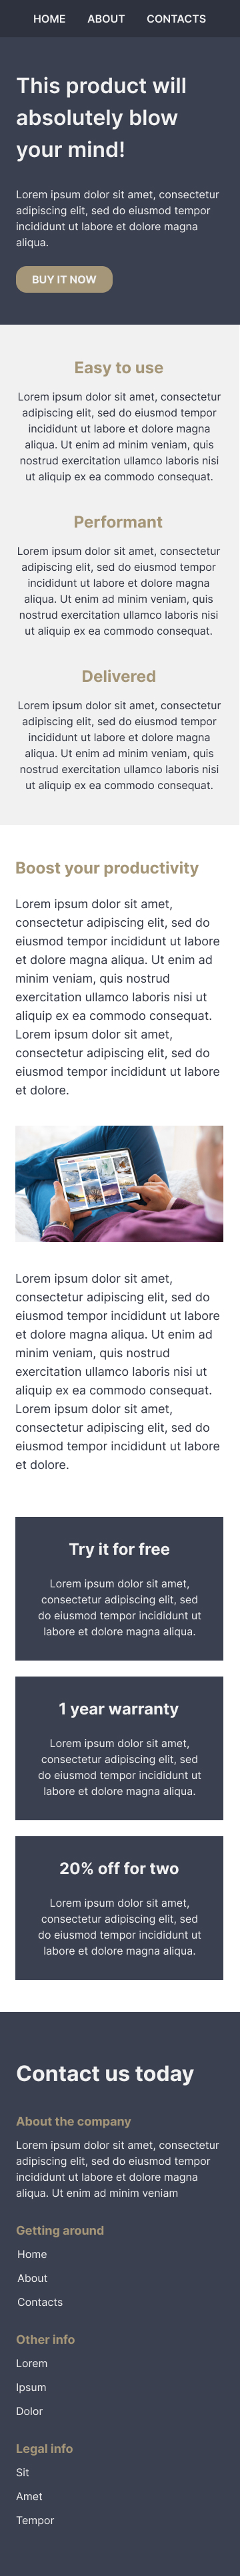 HOME ABOUT CONTACTS
This product will
absolutely blow
your mind!
Lorem ipsum dolor sit amet, consectetur
adipiscing elit, sed do eiusmod tempor
incididunt ut labore et dolore magna
aliqua.
BUY IT NOW
Easy to use
Lorem ipsum dolor sit amet, consectetur
adipiscing elit, sed do eiusmod tempor
incididunt ut labore et dolore magna
aliqua. Ut enim ad minim veniam, quis
nostrud exercitation ullamco laboris nisi
ut aliquip ex ea commodo consequat.
Performant
Lorem ipsum dolor sit amet, consectetur
adipiscing elit, sed do eiusmod tempor
incididunt ut labore et dolore magna
aliqua. Ut enim ad minim veniam, quis
nostrud exercitation ullamco laboris nisi
ut aliquip ex ea commodo consequat.
Delivered
Lorem ipsum dolor sit amet, consectetur
adipiscing elit, sed do eiusmod tempor
incididunt ut labore et dolore magna
aliqua. Ut enim ad minim veniam, quis
nostrud exercitation ullamco laboris nisi
ut aliquip ex ea commodo consequat.
Boost your productivity
Lorem ipsum dolor sit amet,
consectetur adipiscing elit, sed do
eiusmod tempor incididunt ut labore
et dolore magna aliqua. Ut enim ad
minim veniam, quis nostrud
exercitation ullamco laboris nisi ut
aliquip ex ea commodo consequat.
Lorem ipsum dolor sit amet,
consectetur adipiscing elit, sed do
eiusmod tempor incididunt ut labore
et dolore.
Lorem ipsum dolor sit amet,
consectetur adipiscing elit, sed do
eiusmod tempor incididunt ut labore
et dolore magna aliqua. Ut enim ad
minim veniam, quis nostrud
exercitation ullamco laboris nisi ut
aliquip ex ea commodo consequat.
Lorem ipsum dolor sit amet,
consectetur adipiscing elit, sed do
eiusmod tempor incididunt ut labore
et dolore.
Try it for free
Lorem ipsum dolor sit amet,
consectetur adipiscing elit, sed
do eiusmod tempor incididunt ut
labore et dolore magna aliqua.
1 year warranty
Lorem ipsum dolor sit amet,
consectetur adipiscing elit, sed
do eiusmod tempor incididunt ut
labore et dolore magna aliqua.
20% off for two
Lorem ipsum dolor sit amet,
consectetur adipiscing elit, sed
do eiusmod tempor incididunt ut
labore et dolore magna aliqua.
Contact us today
About the company
Lorem ipsum dolor sit amet, consectetur
adipiscing elit, sed do eiusmod tempor
incididunt ut labore et dolore magna
aliqua. Ut enim ad minim veniam
Getting around
Home
About
Contacts
Other info
Lorem
Ipsum
Dolor
Legal info
Sit
Amet
Tempor